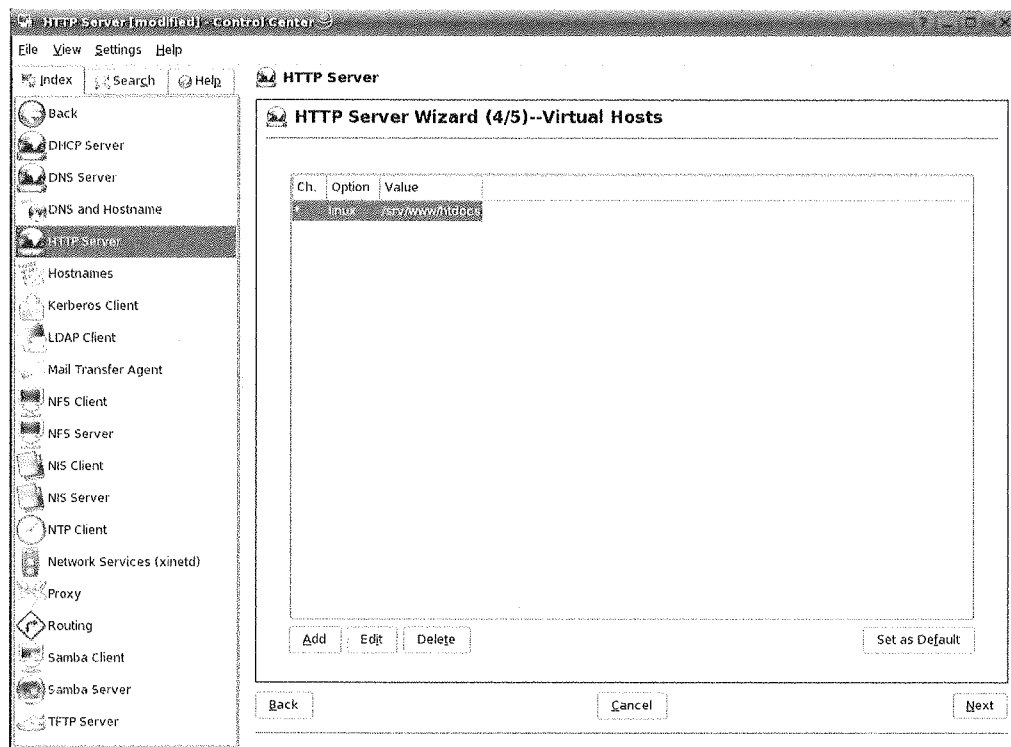 HTTP Server [modified] - Control Center
File View Settings Help
Index Search Help
HTTP Server
Back
DHCP Server
DNS Server
DNS and Hostname
HTTP Server
Hostnames
Kerberos Client
LDAP Client
Mail Transfer Agent
NFS Client
NFS Server
NIS Client
NIS Server
NTP Client
Network Services (xinetd)
Proxy
Routing
Samba Client
Samba Server
TFTP Server
HTTP Server Wizard (4/5)--Virtual Hosts
Ch. Option Value
* linux /srv/www/htdocs
Add Edit Delete Set as Default
Back Cancel Next